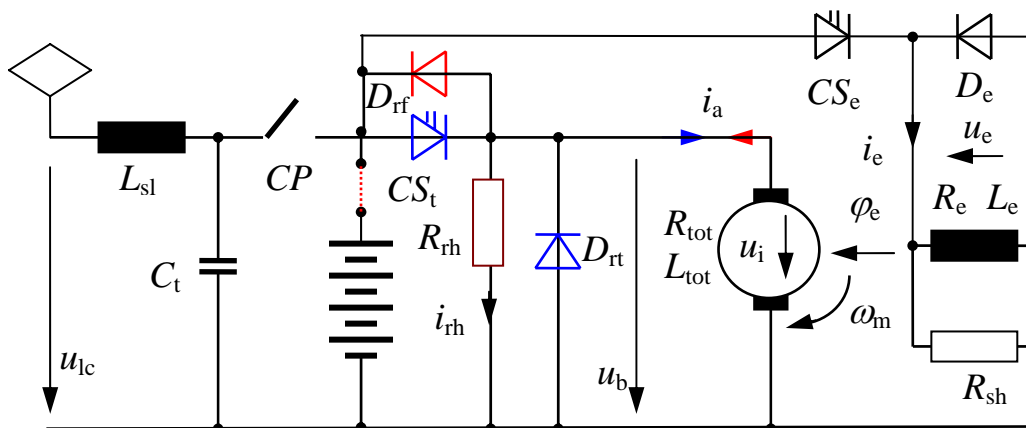 D_rf
CS_e
D_e
i_a
u_e
i_e
L_sl
CP
CS_t
R_e
L_e
φ_e
R_rh
R_tot
L_tot
u_i
C_t
D_rt
i_rh
ω_m
u_lc
u_b
R_sh